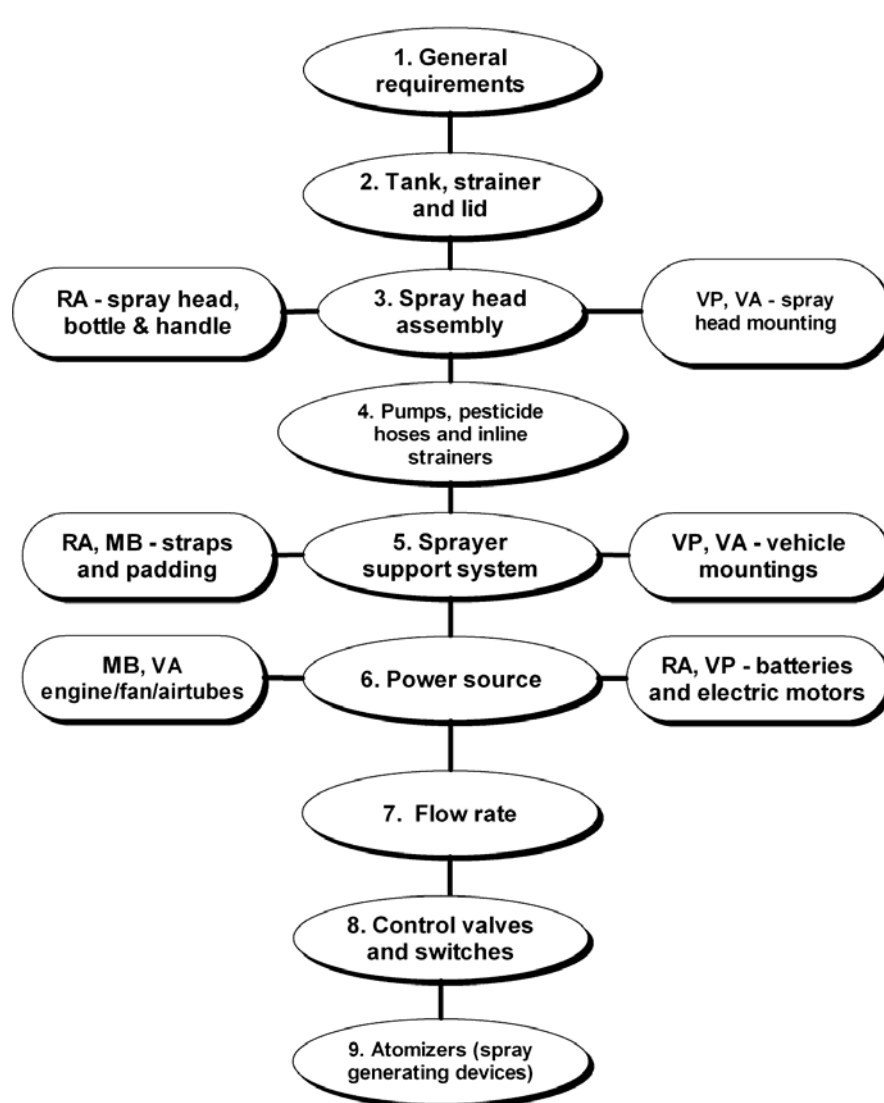 1. General
requirements
2. Tank, strainer
and lid
RA - spray head,
bottle & handle
3. Spray head
assembly
VP, VA - spray
head mounting
4. Pumps, pesticide
hoses and inline
strainers
RA, MB - straps
and padding
5. Sprayer
support system
VP, VA - vehicle
mountings
MB, VA
engine/fan/airtubes
6. Power source
RA, VP - batteries
and electric motors
7. Flow rate
8. Control valves
and switches
9. Atomizers (spray
generating devices)